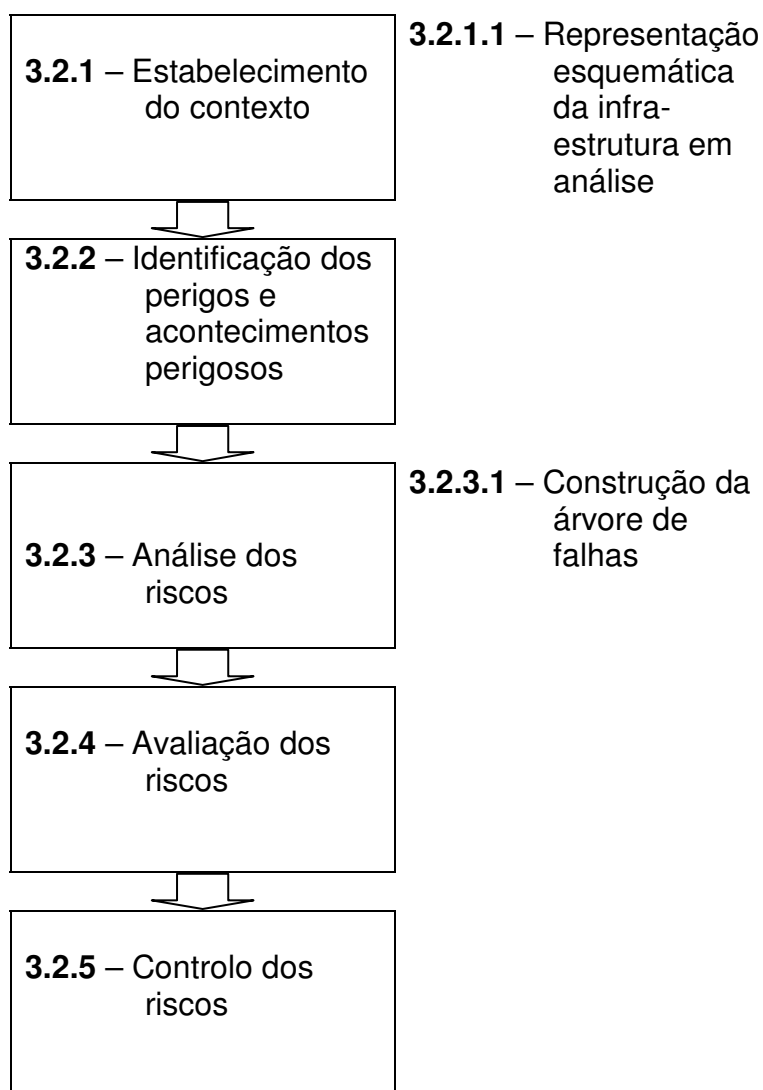 3.2.1 – Estabelecimento
do contexto
3.2.1.1 – Representação
esquemática
da infra-
estrutura em
análise
3.2.2 – Identificação dos
perigos e
acontecimentos
perigosos
3.2.3 – Análise dos
riscos
3.2.3.1 – Construção da
árvore de
falhas
3.2.4 – Avaliação dos
riscos
3.2.5 – Controlo dos
riscos